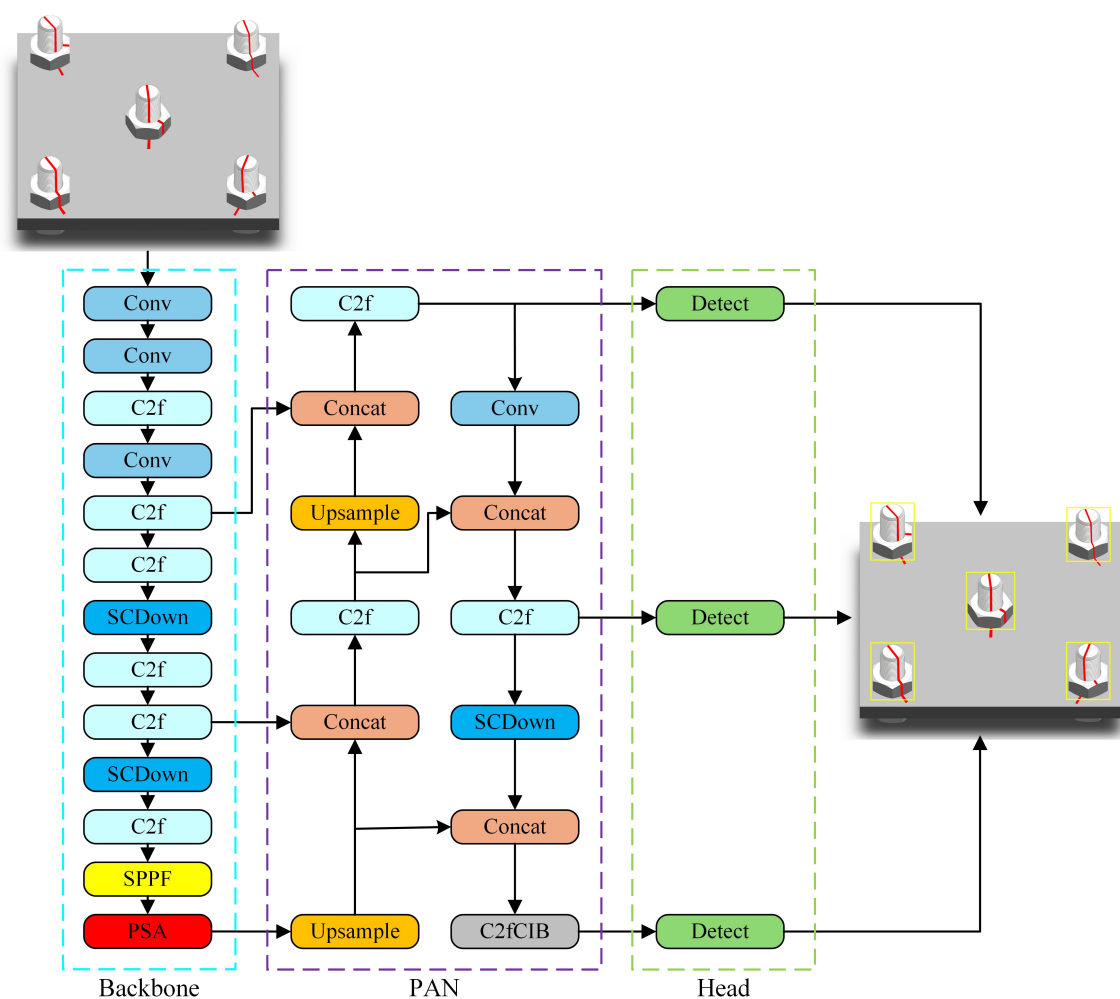 Conv
Conv
C2f
Conv
C2f
C2f
SCDown
C2f
C2f
SCDown
C2f
SPPF
PSA
Backbone
C2f
Concat
Upsample
C2f
Concat
Upsample
Conv
Concat
C2f
SCDown
Concat
C2fCIB
PAN
Detect
Detect
Detect
Head